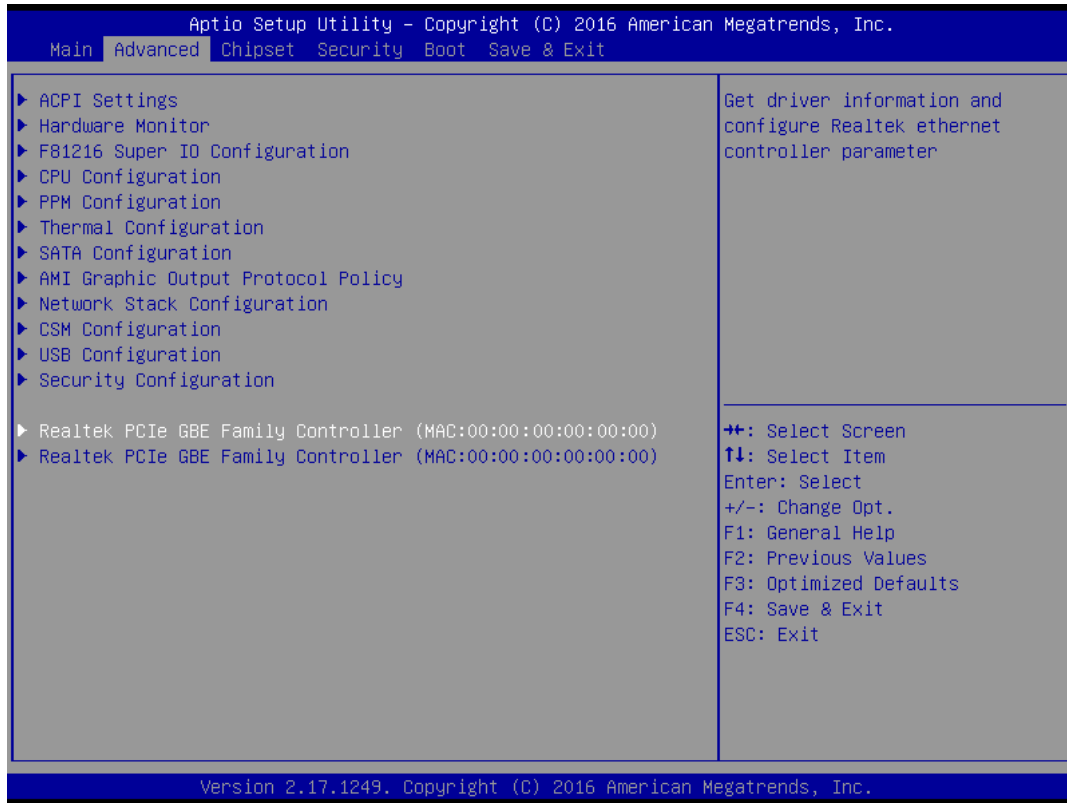 Aptio Setup Utility – Copyright (C) 2016 American Megatrends, Inc.
Main Advanced Chipset Security Boot Save & Exit
▶ ACPI Settings
▶ Hardware Monitor
▶ F81216 Super IO Configuration
▶ CPU Configuration
▶ PPM Configuration
▶ Thermal Configuration
▶ SATA Configuration
▶ AMI Graphic Output Protocol Policy
▶ Network Stack Configuration
▶ CSM Configuration
▶ USB Configuration
▶ Security Configuration
▶ Realtek PCIe GBE Family Controller (MAC:00:00:00:00:00:00)
▶ Realtek PCIe GBE Family Controller (MAC:00:00:00:00:00:00)
Get driver information and
configure Realtek ethernet
controller parameter
→←: Select Screen
↑↓: Select Item
Enter: Select
+/-: Change Opt.
F1: General Help
F2: Previous Values
F3: Optimized Defaults
F4: Save & Exit
ESC: Exit
Version 2.17.1249. Copyright (C) 2016 American Megatrends, Inc.